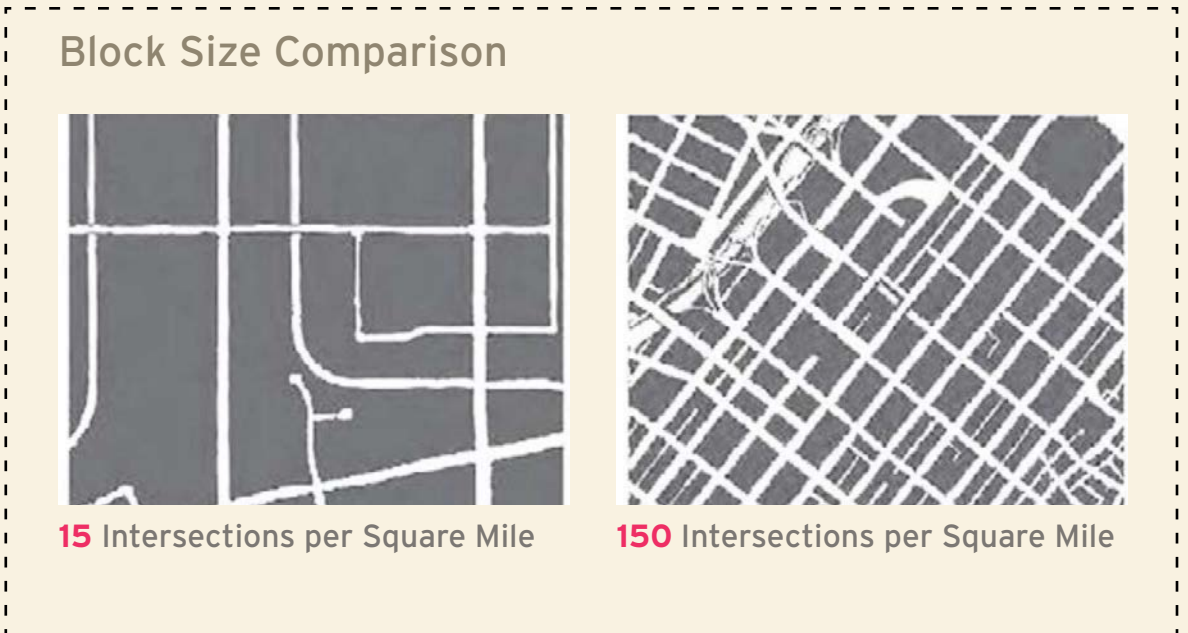 Block Size Comparison
15 Intersections per Square Mile
150 Intersections per Square Mile